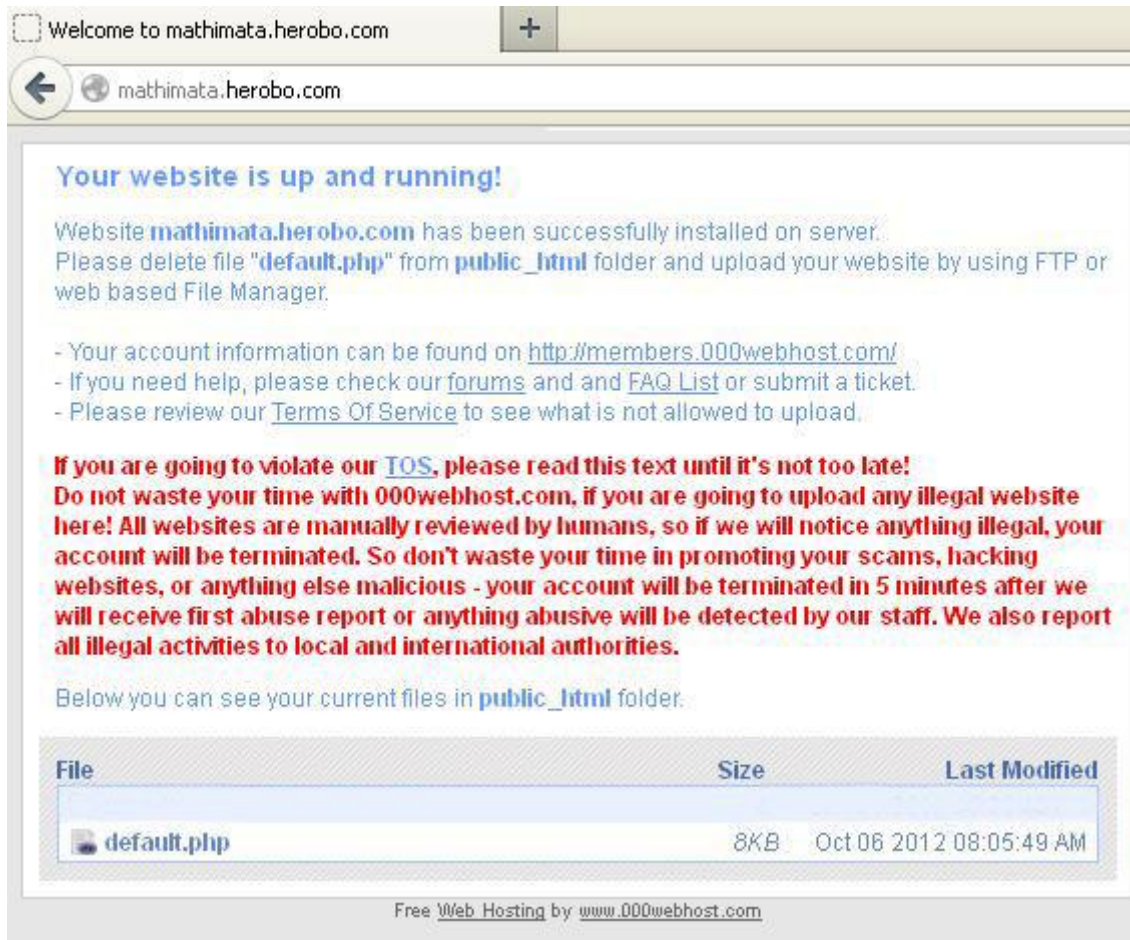 Welcome to mathimata.herobo.com
mathimata.herobo.com
Your website is up and running!
Website mathimata.herobo.com has been successfully installed on server.
Please delete file "default.php" from public_html folder and upload your website by using FTP or
web based File Manager.
- Your account information can be found on http://members.000webhost.com/
- If you need help, please check our forums and and FAQ List or submit a ticket.
- Please review our Terms Of Service to see what is not allowed to upload.
If you are going to violate our TOS, please read this text until it's not too late!
Do not waste your time with 000webhost.com, if you are going to upload any illegal website
here! All websites are manually reviewed by humans, so if we will notice anything illegal, your
account will be terminated. So don't waste your time in promoting your scams, hacking
websites, or anything else malicious - your account will be terminated in 5 minutes after we
will receive first abuse report or anything abusive will be detected by our staff. We also report
all illegal activities to local and international authorities.
Below you can see your current files in public_html folder.
File Size Last Modified
default.php 8KB Oct 06 2012 08:05:49 AM
Free Web Hosting by www.000webhost.com